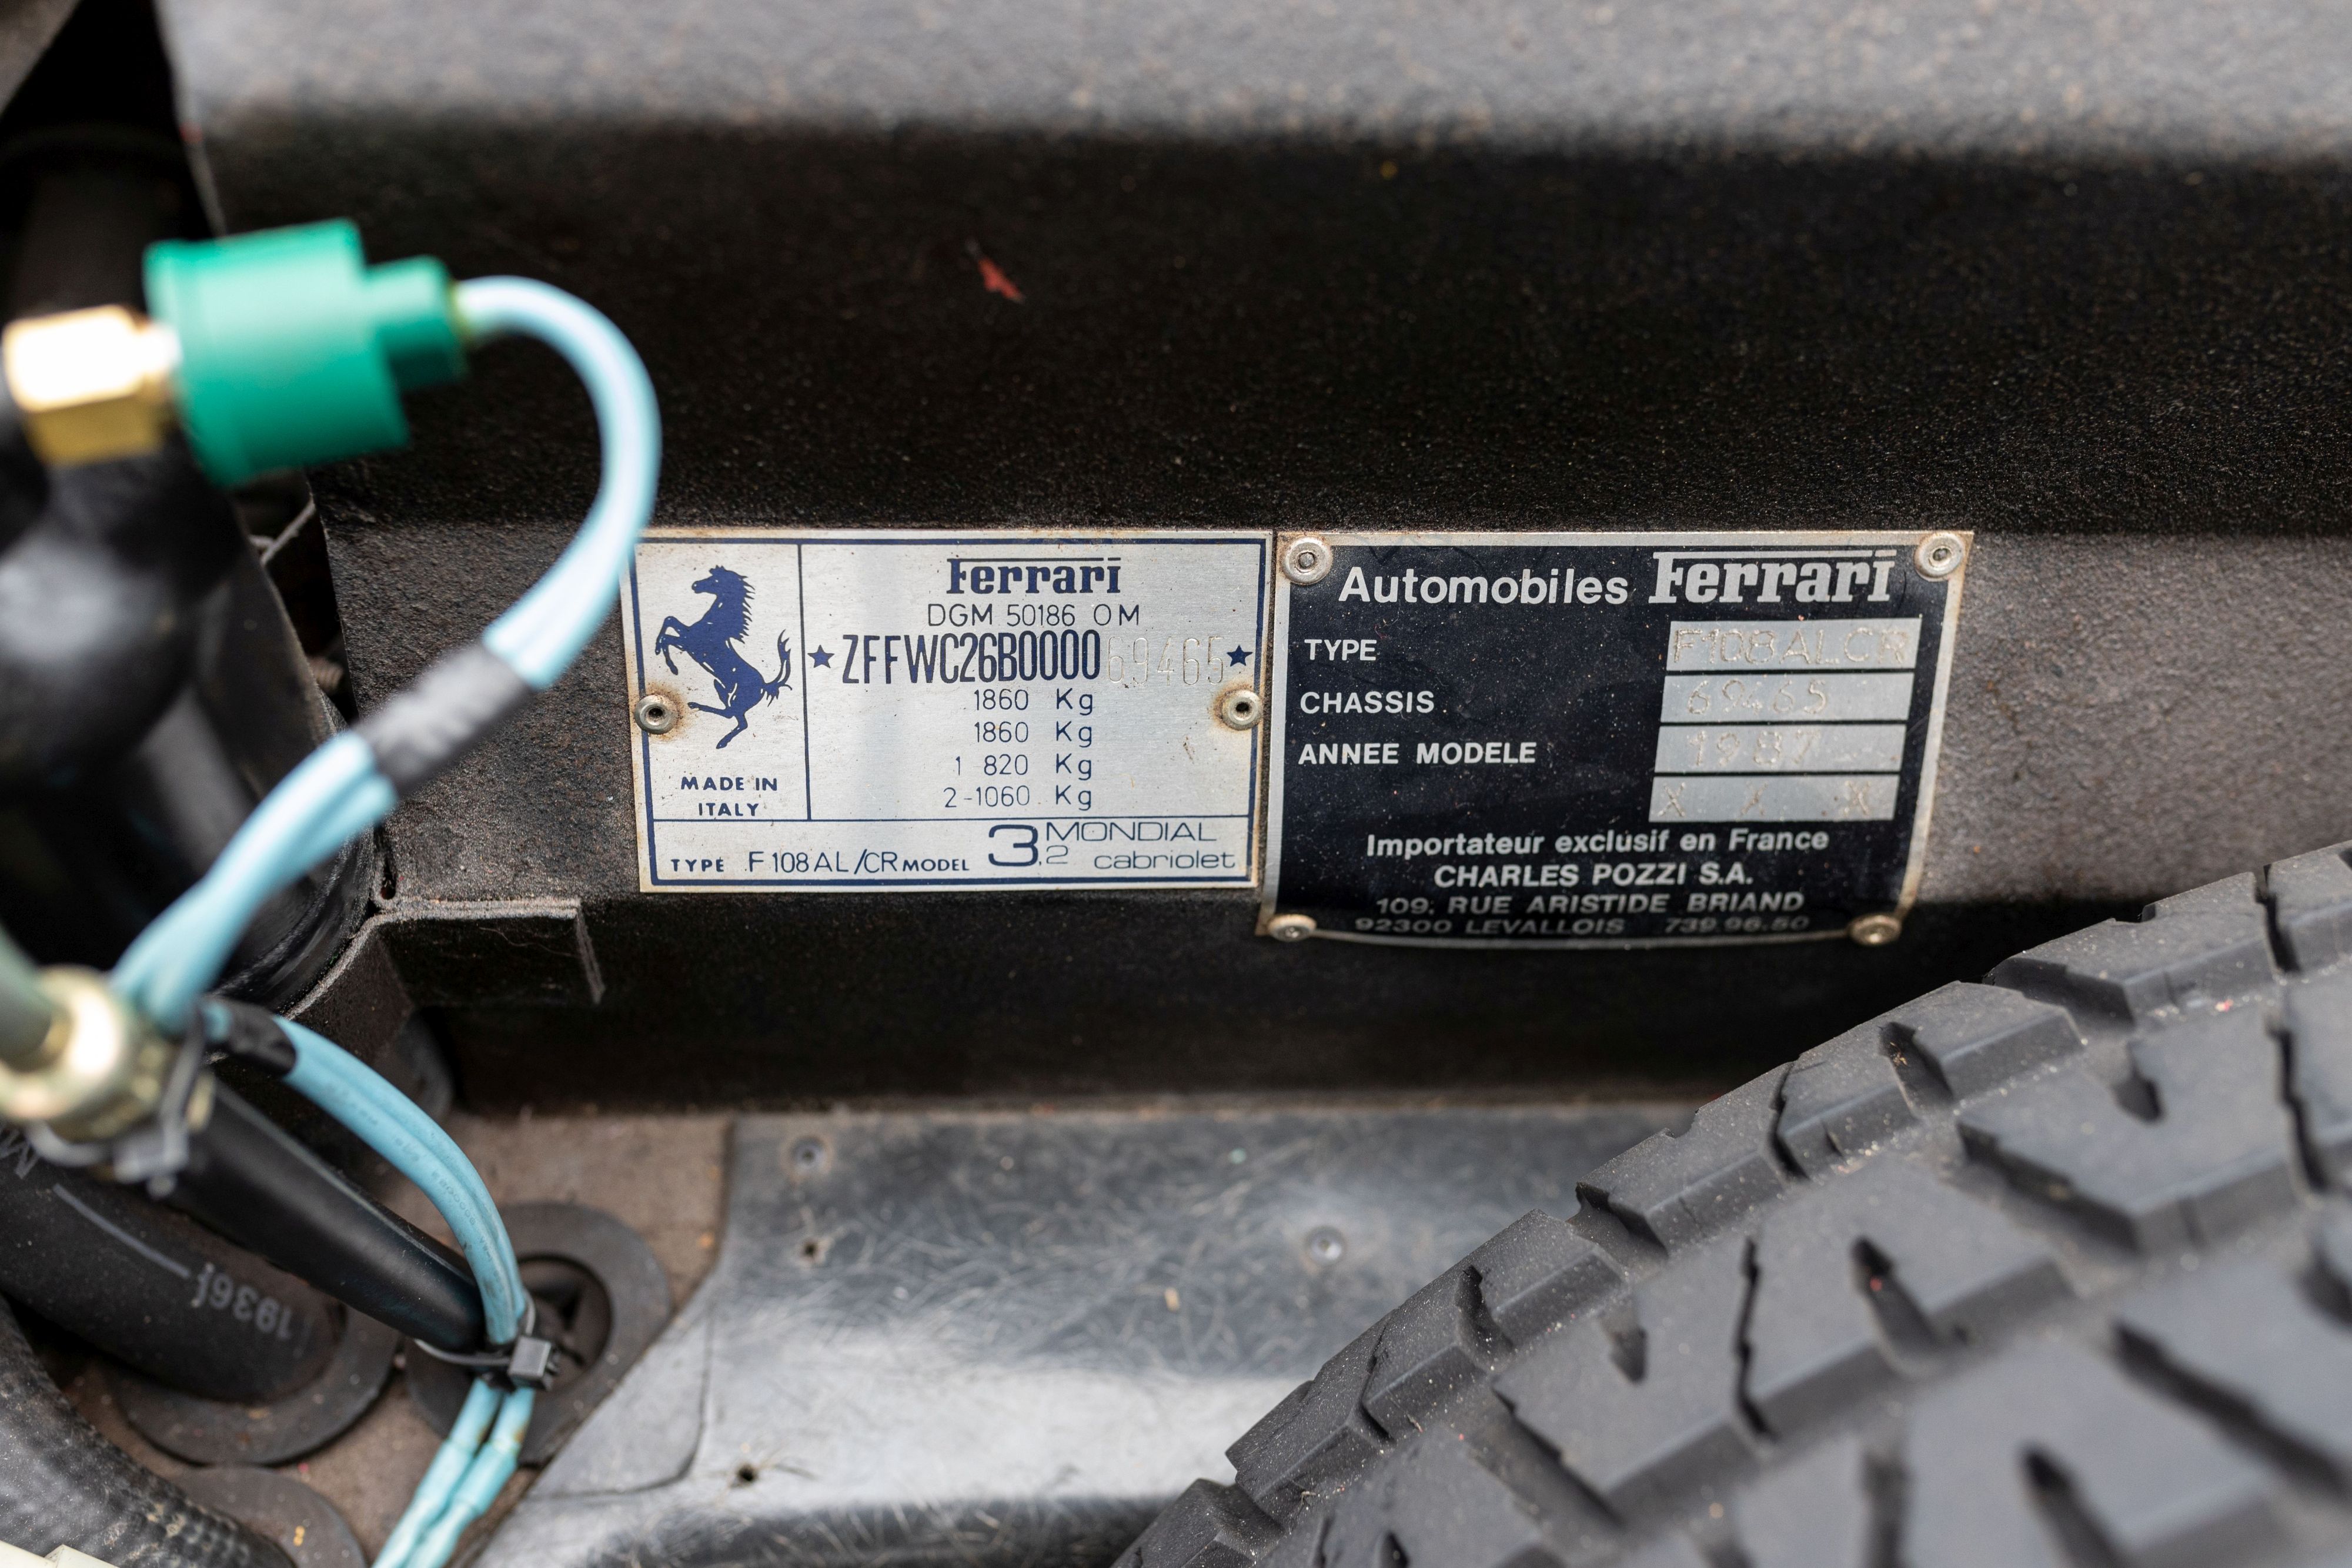 Ferrari
DGM 50186 OM
★ZFFWC26B000069465★
1860 Kg
1860 Kg
1 820 Kg
2-1060 Kg
MADE IN
ITALY
TYPE F108AL/CR MODEL 3.2 MONDIAL
cabriolet
Automobiles Ferrari
TYPE F108ALCR
CHASSIS 69465
ANNEE MODELE 1987
X X X
Importateur exclusif en France
CHARLES POZZI S.A.
109, RUE ARISTIDE BRIAND
92300 LEVALLOIS 739.96.50